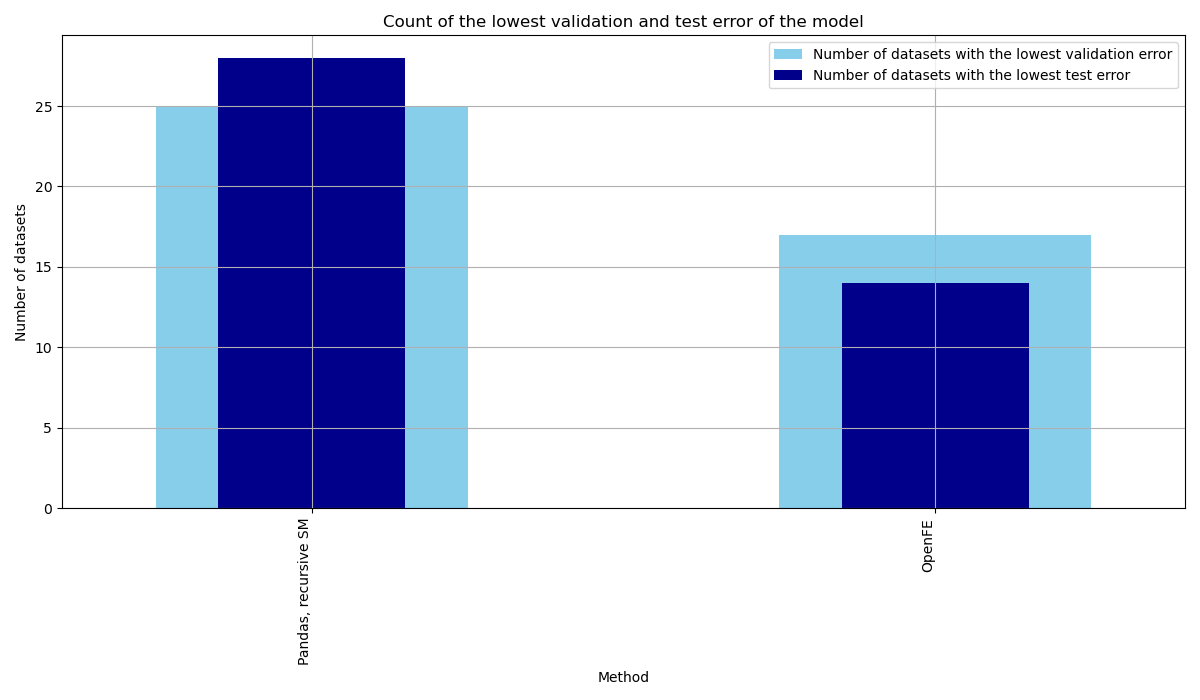 Count of the lowest validation and test error of the model
Number of datasets with the lowest validation error
Number of datasets with the lowest test error
Number of datasets
25
20
15
10
5
0
Pandas, recursive SM
OpenFE
Method